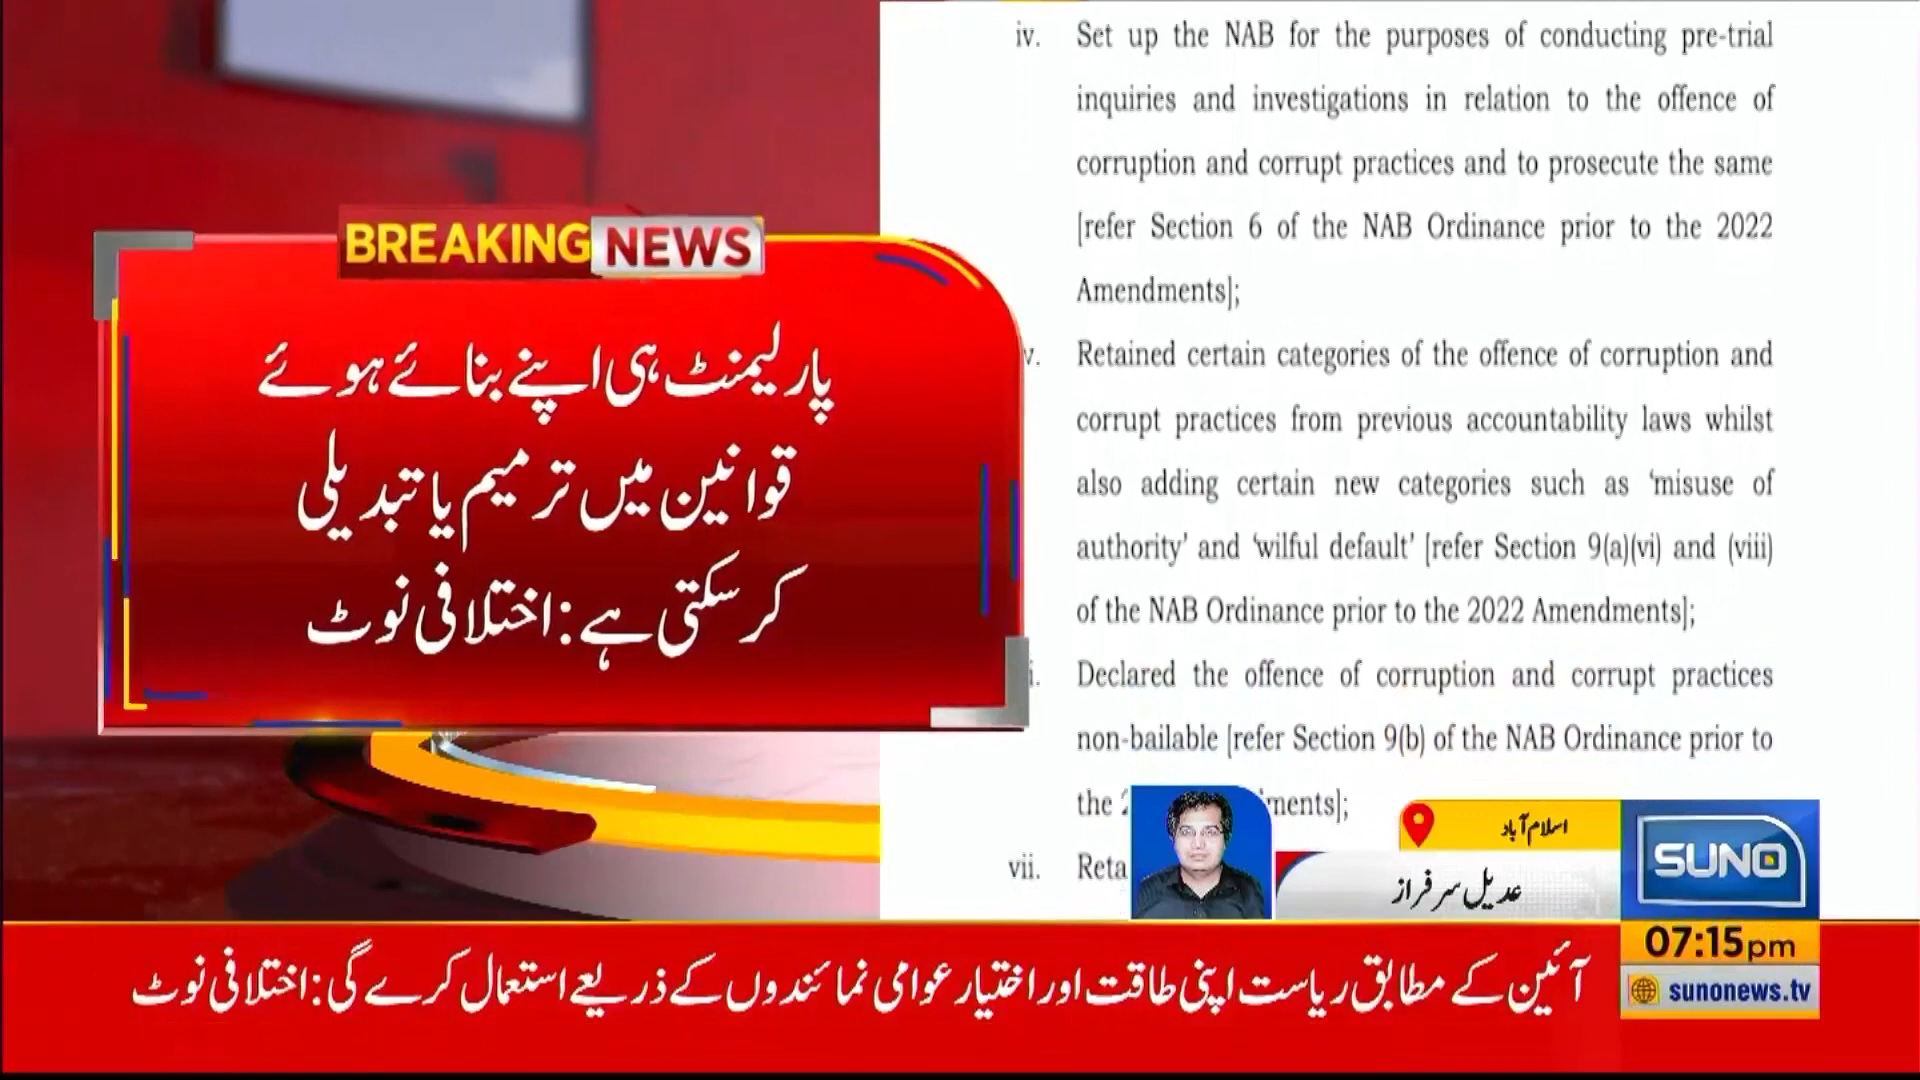 BREAKING NEWS
پارلیمنٹ ہی اپنے بنائے ہوئے
قوانین میں ترمیم یا تبدیلی
کر سکتی ہے: اختلافی نوٹ
iv. Set up the NAB for the purposes of conducting pre-trial
inquiries and investigations in relation to the offence of
corruption and corrupt practices and to prosecute the same
[refer Section 6 of the NAB Ordinance prior to the 2022
Amendments];
v. Retained certain categories of the offence of corruption and
corrupt practices from previous accountability laws whilst
also adding certain new categories such as ‘misuse of
authority’ and ‘wilful default’ [refer Section 9(a)(vi) and (viii)
of the NAB Ordinance prior to the 2022 Amendments];
i. Declared the offence of corruption and corrupt practices
non-bailable [refer Section 9(b) of the NAB Ordinance prior to
the 2 ments];
vii. Reta
اسلام آباد
عدیل سرفراز
SUNO
07:15pm
sunonews.tv
آئین کے مطابق ریاست اپنی طاقت اور اختیار عوامی نمائندوں کے ذریعے استعمال کرے گی: اختلافی نوٹ